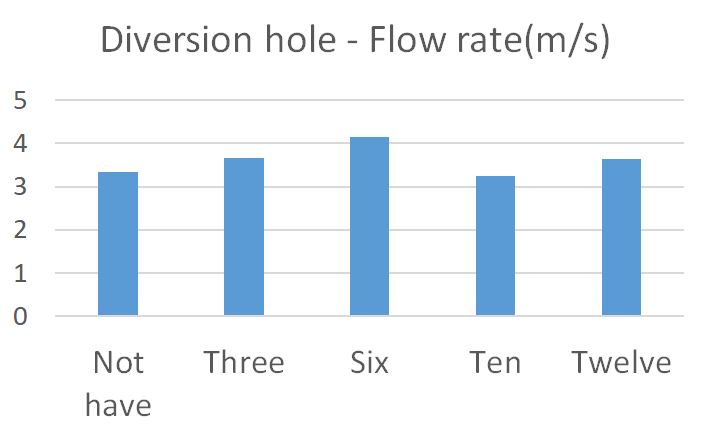 Diversion hole - Flow rate(m/s)
5
4
3
2
1
0
Not have
Three
Six
Ten
Twelve